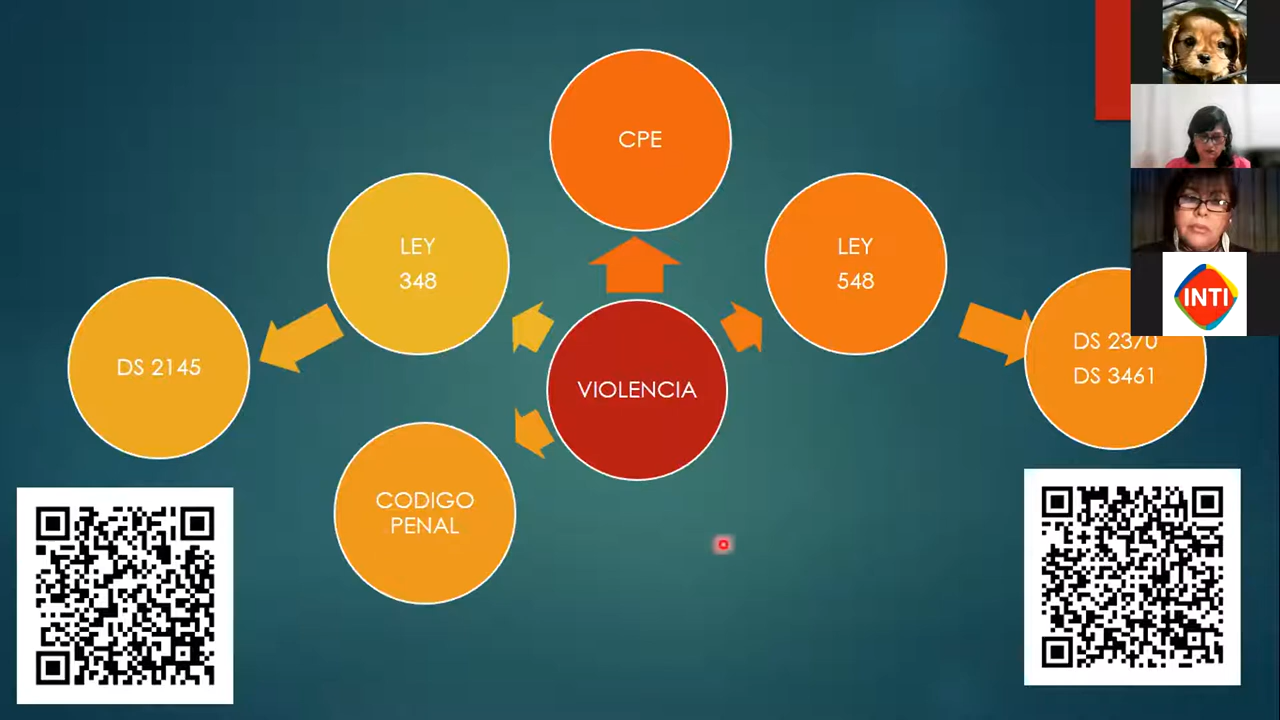 CPE
LEY
348
LEY
548
DS 2145
VIOLENCIA
DS 2370
DS 3461
CODIGO
PENAL
INTI